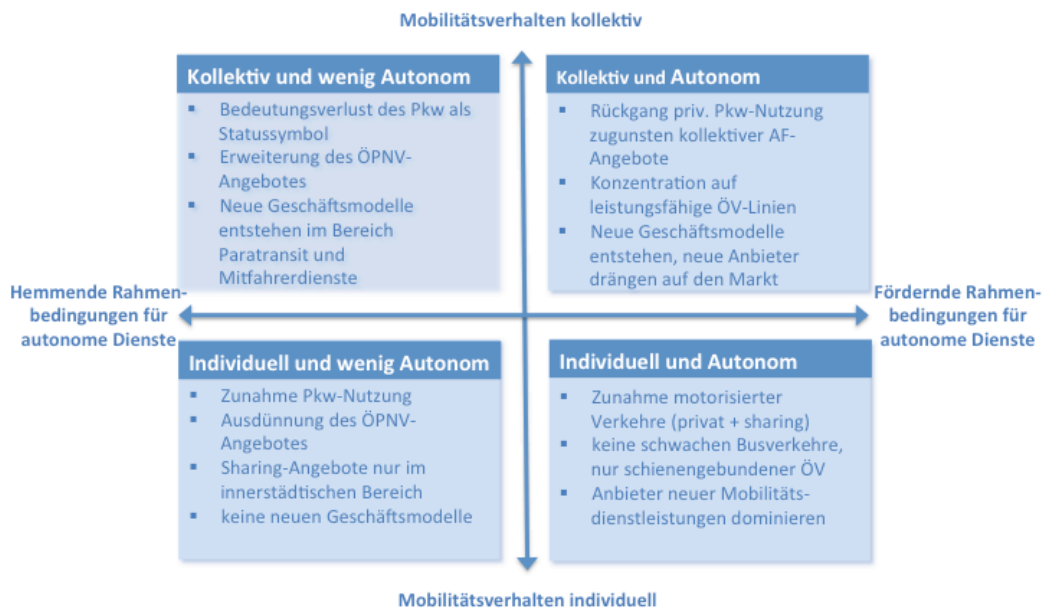 Mobilitätsverhalten kollektiv
Kollektiv und wenig Autonom
▪ Bedeutungsverlust des Pkw als
Statussymbol
▪ Erweiterung des ÖPNV-
Angebotes
▪ Neue Geschäftsmodelle
entstehen im Bereich
Paratransit und
Mitfahrerdienste
Kollektiv und Autonom
▪ Rückgang priv. Pkw-Nutzung
zugunsten kollektiver AF-
Angebote
▪ Konzentration auf
leistungsfähige ÖV-Linien
▪ Neue Geschäftsmodelle
entstehen, neue Anbieter
drängen auf den Markt
Hemmende Rahmen-
bedingungen für
autonome Dienste
Fördernde Rahmen-
bedingungen für
autonome Dienste
Individuell und wenig Autonom
▪ Zunahme Pkw-Nutzung
▪ Ausdünnung des ÖPNV-
Angebotes
▪ Sharing-Angebote nur im
innerstädtischen Bereich
▪ keine neuen Geschäftsmodelle
Individuell und Autonom
▪ Zunahme motorisierter
Verkehre (privat + sharing)
▪ keine schwachen Busverkehre,
nur schienengebundener ÖV
▪ Anbieter neuer Mobilitäts-
dienstleistungen dominieren
Mobilitätsverhalten individuell